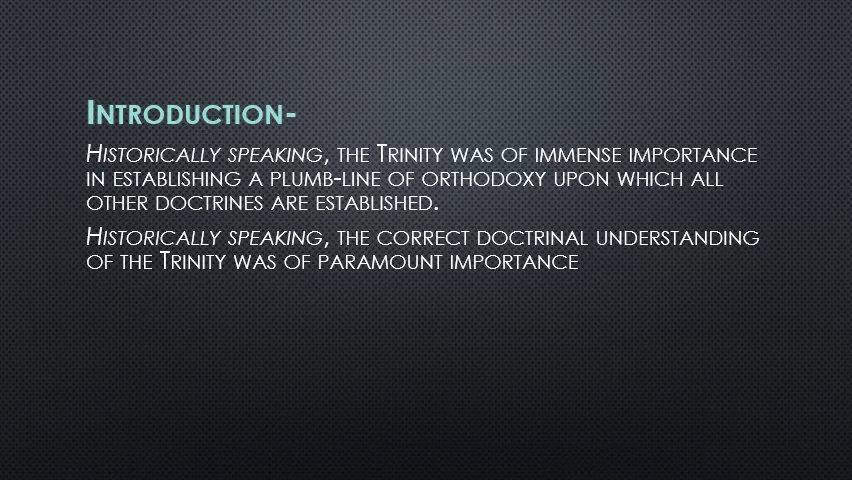 Introduction-
Historically speaking, the Trinity was of immense importance
in establishing a plumb-line of orthodoxy upon which all
other doctrines are established.
Historically speaking, the correct doctrinal understanding
of the Trinity was of paramount importance